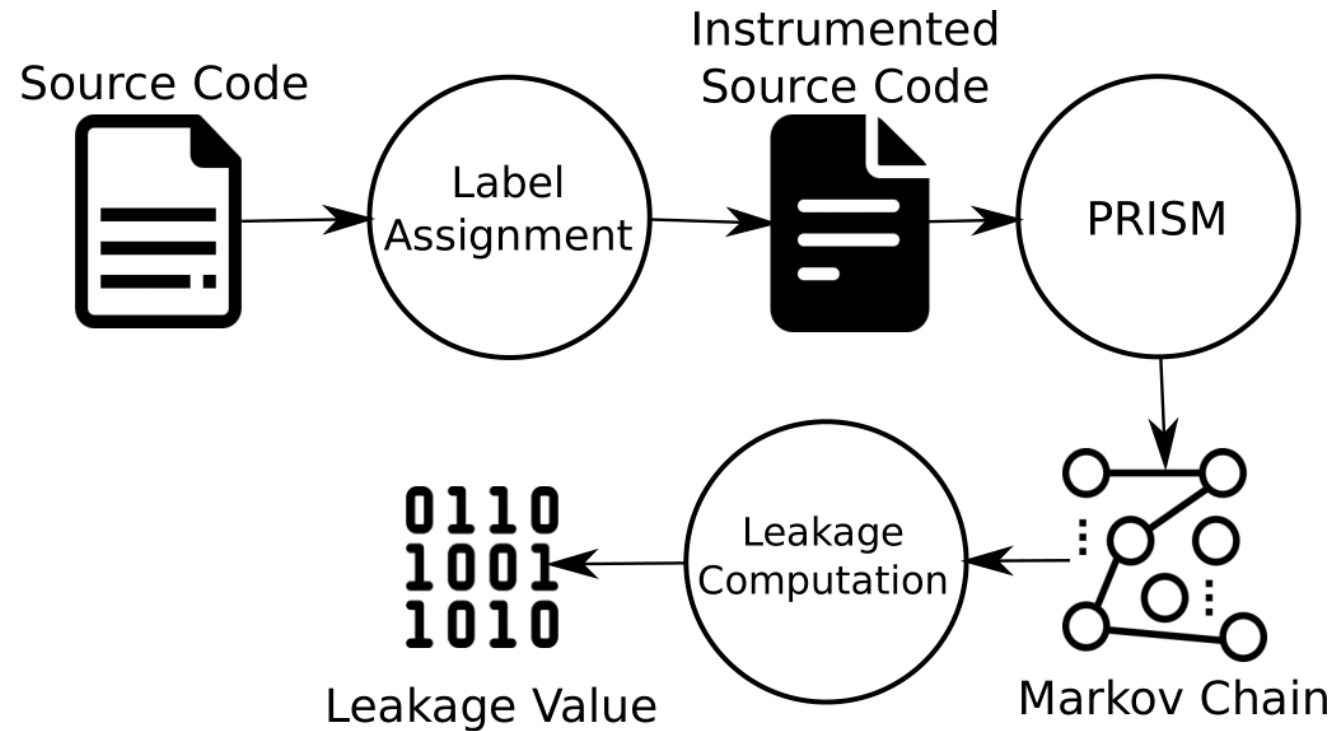 Source Code
Label
Assignment
Instrumented
Source Code
PRISM
Markov Chain
Leakage
Computation
0110
1001
1010
Leakage Value